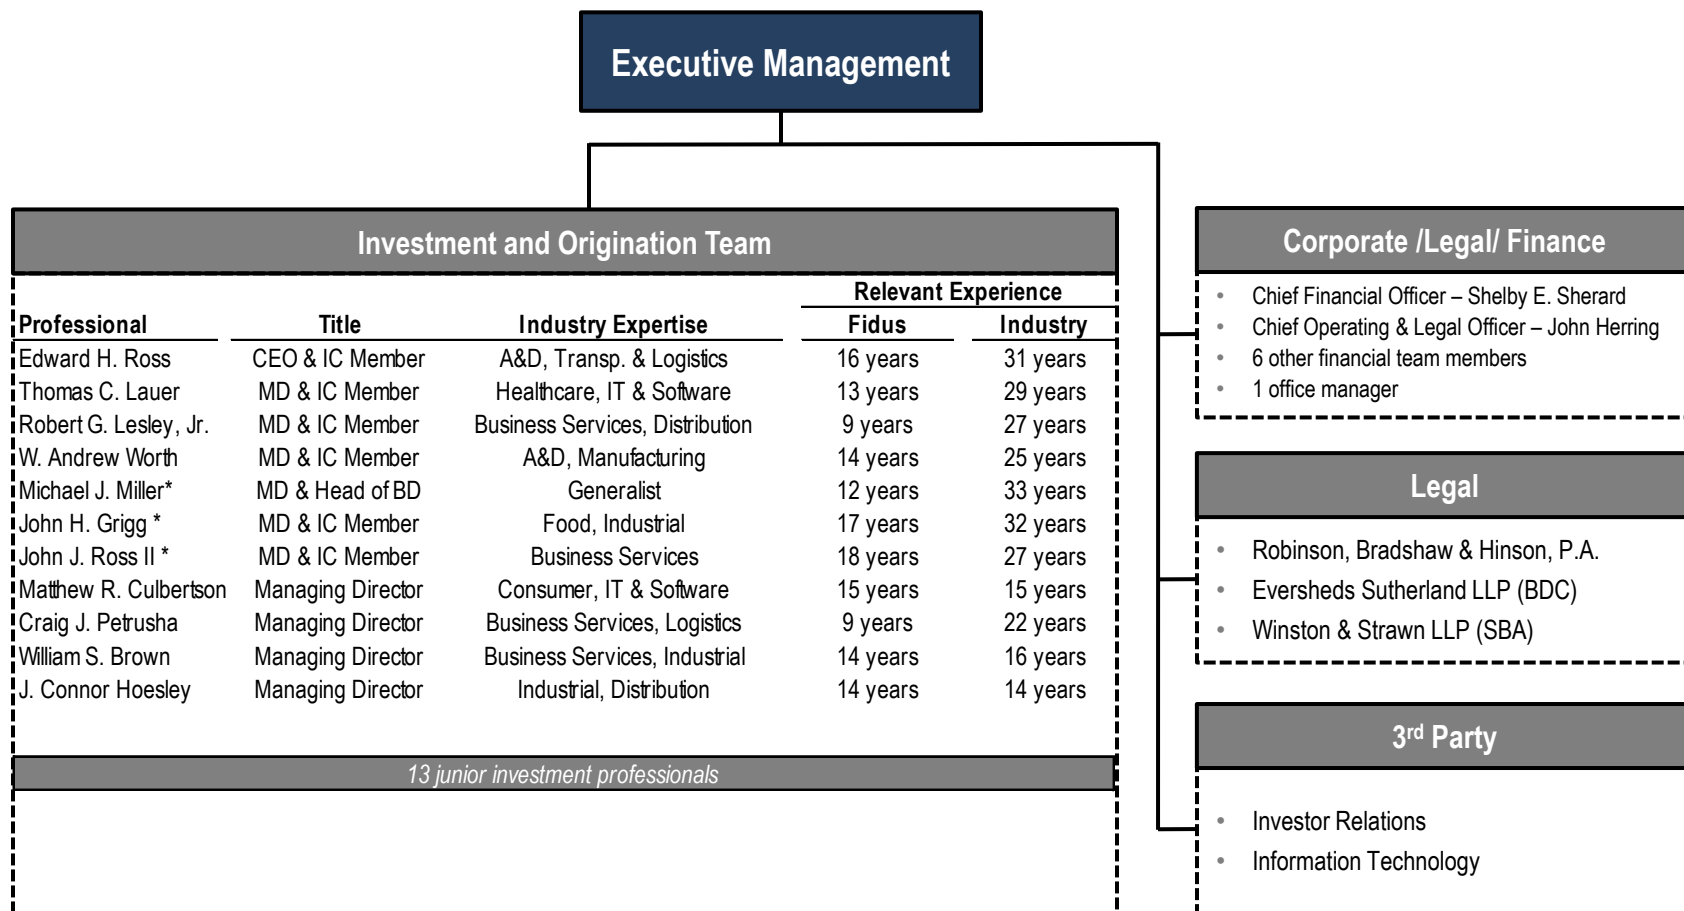 Executive Management
Investment and Origination Team
Relevant Experience
Professional Title Industry Expertise Fidus Industry
Edward H. Ross CEO & IC Member A&D, Transp. & Logistics 16 years 31 years
Thomas C. Lauer MD & IC Member Healthcare, IT & Software 13 years 29 years
Robert G. Lesley, Jr. MD & IC Member Business Services, Distribution 9 years 27 years
W. Andrew Worth MD & IC Member A&D, Manufacturing 14 years 25 years
Michael J. Miller* MD & Head of BD Generalist 12 years 33 years
John H. Grigg * MD & IC Member Food, Industrial 17 years 32 years
John J. Ross II * MD & IC Member Business Services 18 years 27 years
Matthew R. Culbertson Managing Director Consumer, IT & Software 15 years 15 years
Craig J. Petrusha Managing Director Business Services, Logistics 9 years 22 years
William S. Brown Managing Director Business Services, Industrial 14 years 16 years
J. Connor Hoesley Managing Director Industrial, Distribution 14 years 14 years
13 junior investment professionals
Corporate /Legal/ Finance
• Chief Financial Officer – Shelby E. Sherard
• Chief Operating & Legal Officer – John Herring
• 6 other financial team members
• 1 office manager
Legal
• Robinson, Bradshaw & Hinson, P.A.
• Eversheds Sutherland LLP (BDC)
• Winston & Strawn LLP (SBA)
3rd Party
• Investor Relations
• Information Technology